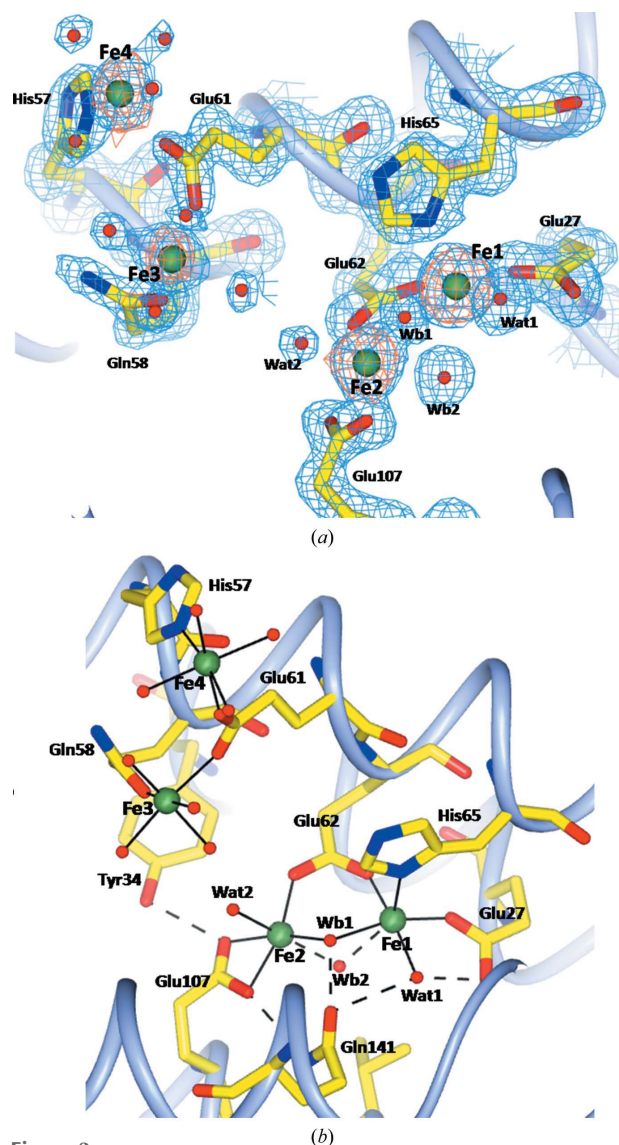 Fe4
His57
Glu61
His65
Glu27
Fe1
Glu62
Fe3
Wb1
Wat1
Gln58
Wat2
Fe2
Wb2
Glu107
(a)
His57
Fe4
Glu61
Gln58
Fe3
Glu62
His65
Tyr34
Wat2
Wb1
Fe1
Glu27
Fe2
Wb2
Wat1
Glu107
Gln141
(b)